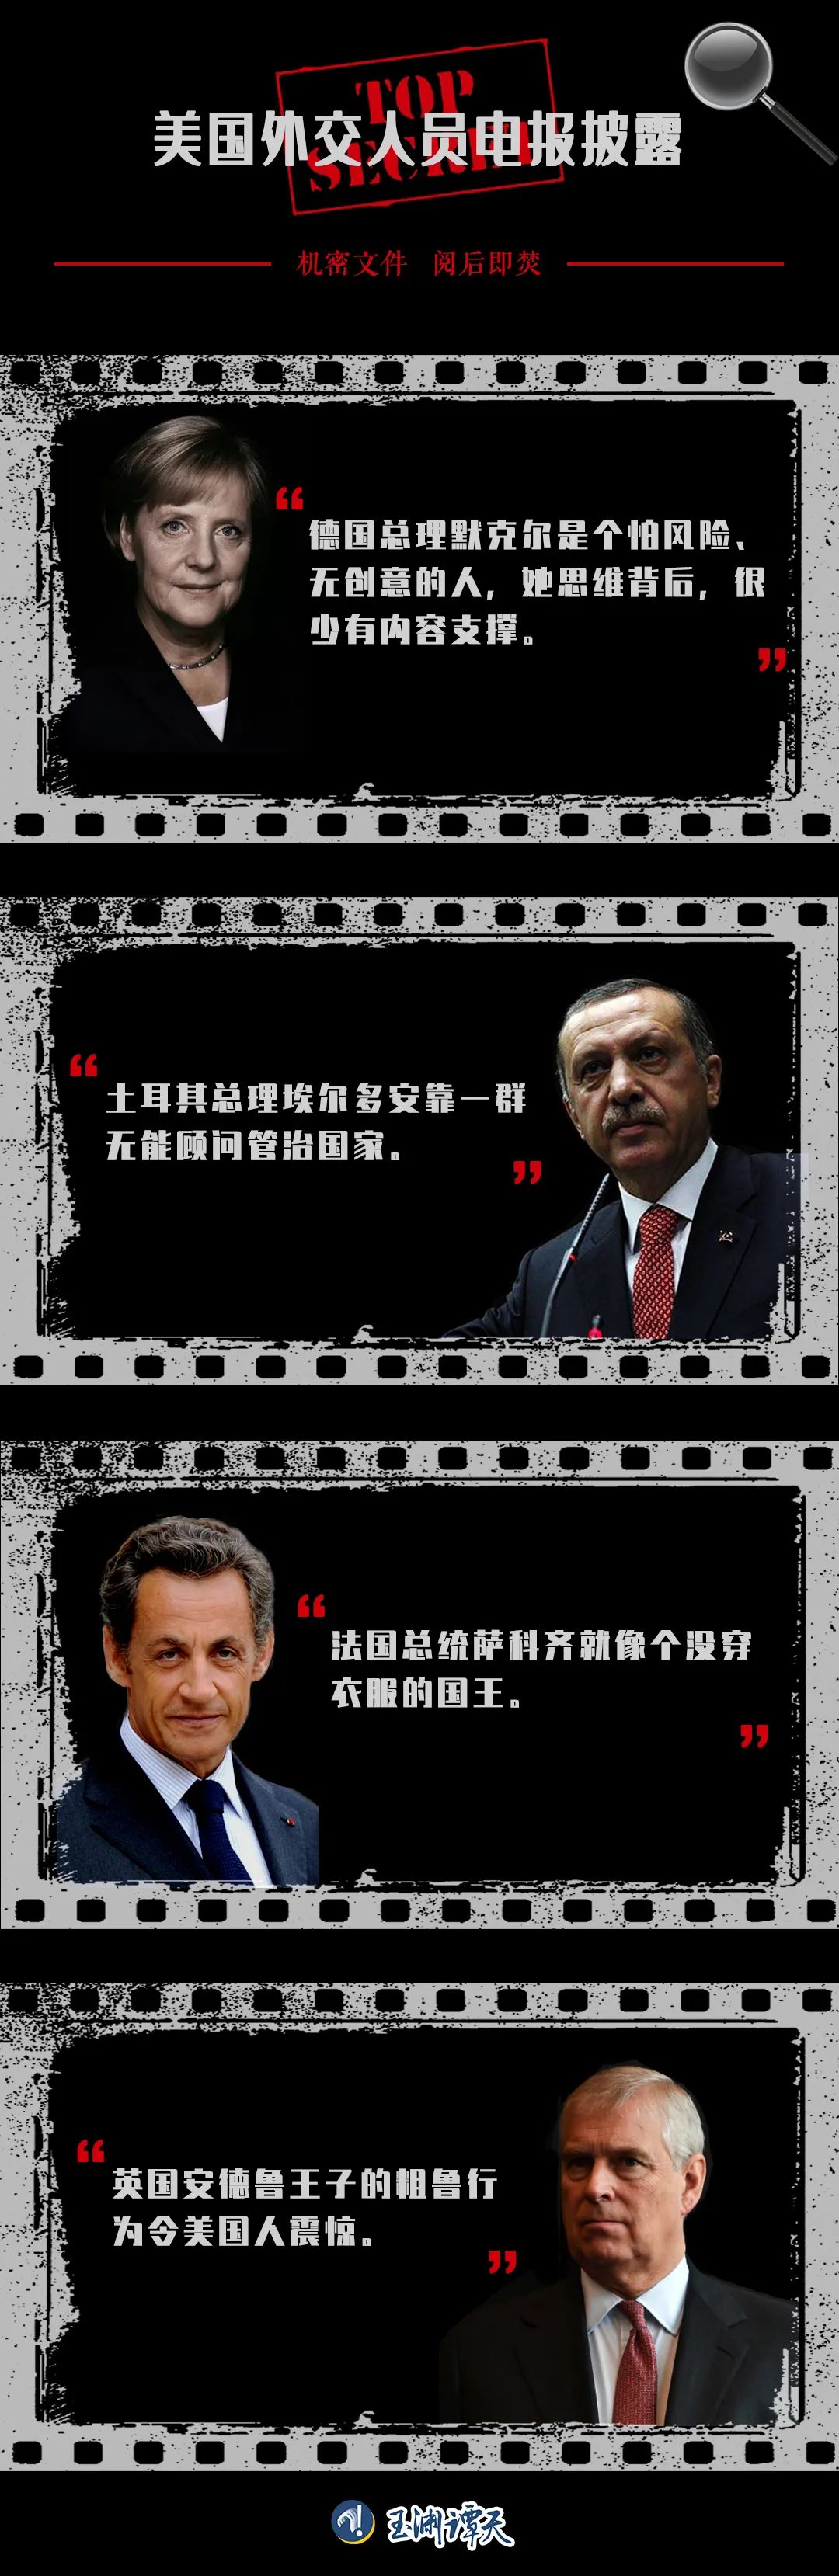 TOP
SECRET
美国外交人员电报披露
机密文件 阅后即焚
“
德国总理默克尔是个怕风险、
无创意的人，她思维背后，很
少有内容支撑。
”
“
土耳其总理埃尔多安靠一群
无能顾问管治国家。
”
“
法国总统萨科齐就像个没穿
衣服的国王。
”
“
英国安德鲁王子的粗鲁行
为令美国人震惊。
”
玉渊谭天